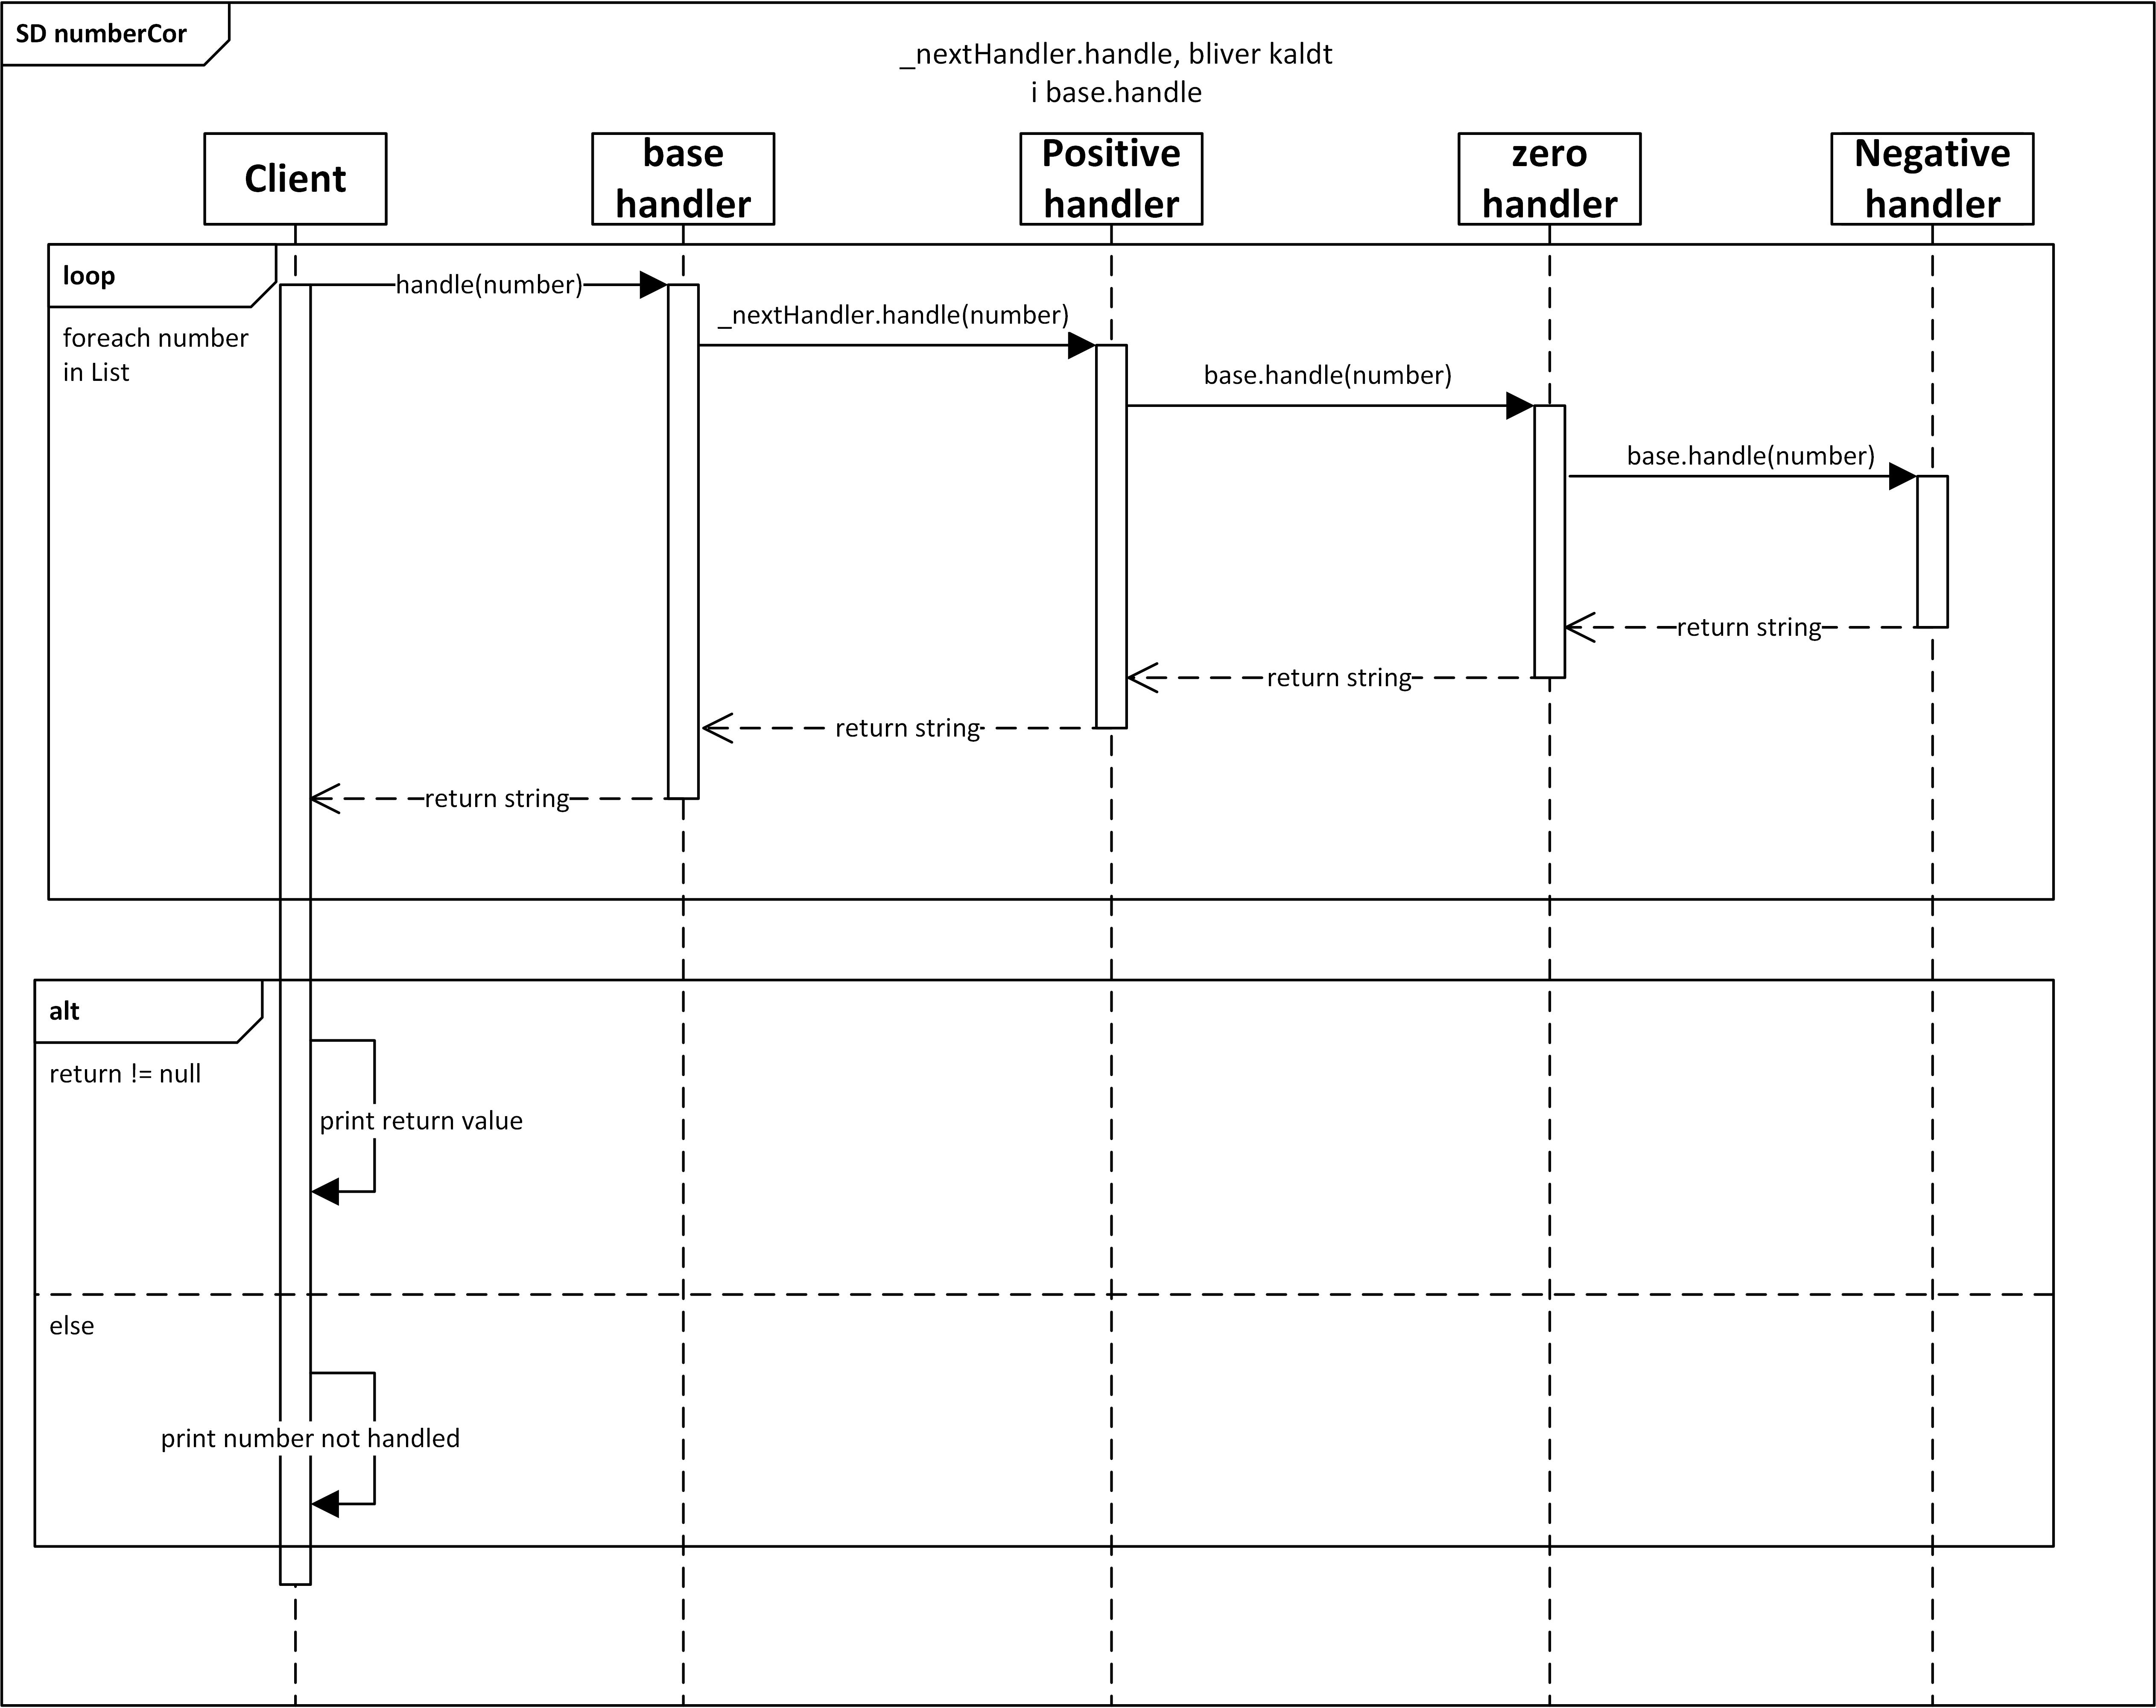 SD numberCor
_nextHandler.handle, bliver kaldt
i base.handle
Client
base
handler
Positive
handler
zero
handler
Negative
handler
loop
foreach number
in List
handle(number)
_nextHandler.handle(number)
base.handle(number)
base.handle(number)
return string
return string
return string
return string
alt
return != null
print return value
else
print number not handled